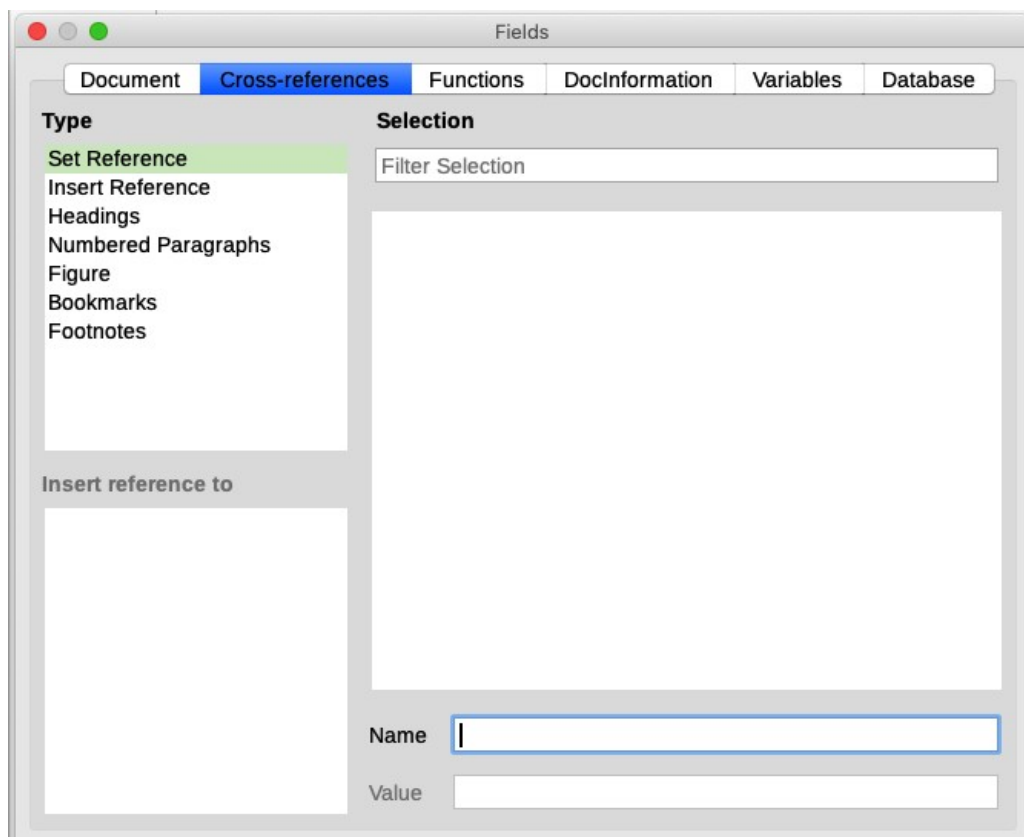 Fields
Document Cross-references Functions DocInformation Variables Database
Type
Set Reference
Insert Reference
Headings
Numbered Paragraphs
Figure
Bookmarks
Footnotes
Insert reference to
Selection
Filter Selection
Name
Value